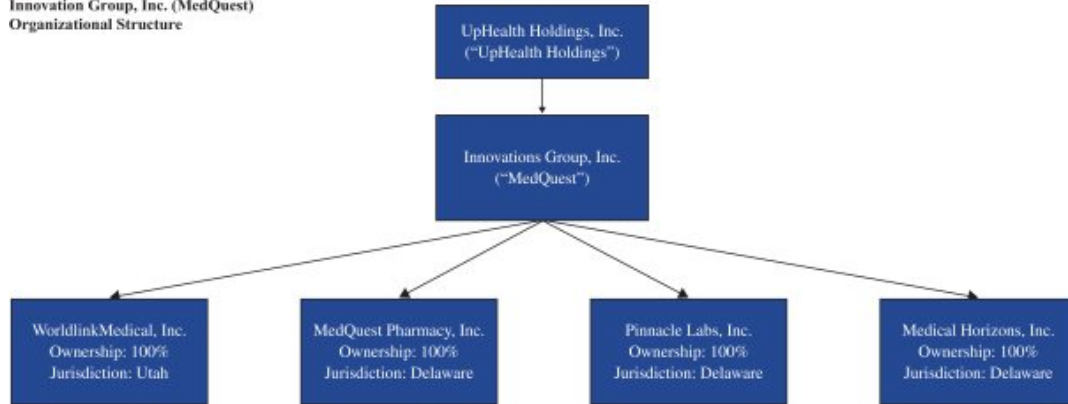 Innovation Group, Inc. (MedQuest)
Organizational Structure
UpHealth Holdings, Inc.
(“UpHealth Holdings”)
Innovations Group, Inc.
(“MedQuest”)
WorldlinkMedical, Inc.
Ownership: 100%
Jurisdiction: Utah
MedQuest Pharmacy, Inc.
Ownership: 100%
Jurisdiction: Delaware
Pinnacle Labs, Inc.
Ownership: 100%
Jurisdiction: Delaware
Medical Horizons, Inc.
Ownership: 100%
Jurisdiction: Delaware